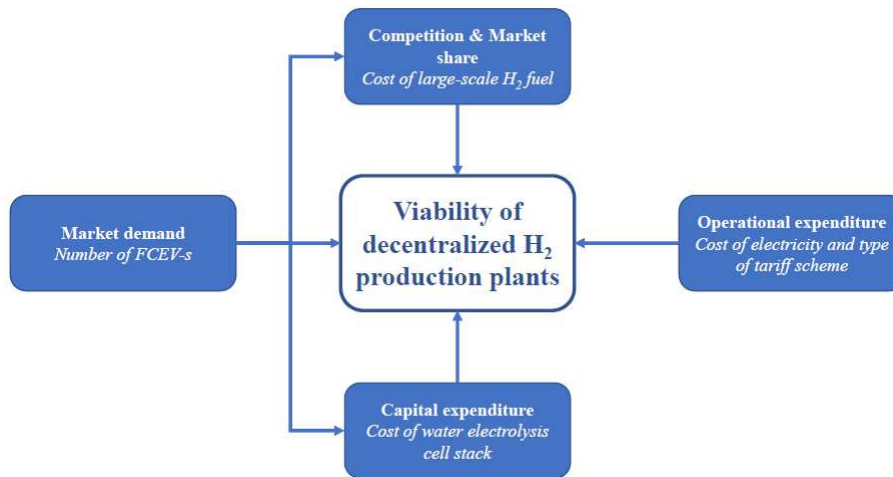 Competition & Market
share
Cost of large-scale H₂ fuel
Market demand
Number of FCEV-s
Viability of
decentralized H₂
production plants
Operational expenditure
Cost of electricity and type
of tariff scheme
Capital expenditure
Cost of water electrolysis
cell stack